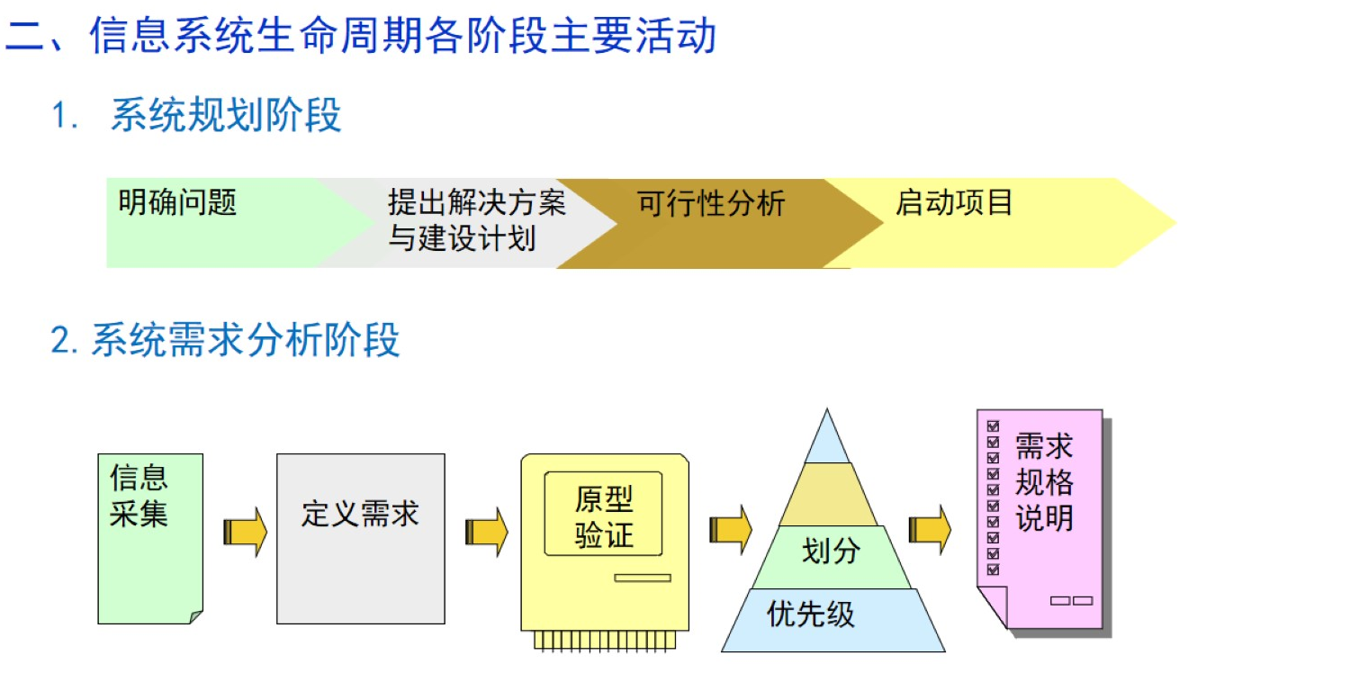 二、信息系统生命周期各阶段主要活动
1. 系统规划阶段
明确问题
提出解决方案
与建设计划
可行性分析
启动项目
2.系统需求分析阶段
信息
采集
定义需求
原型
验证
划分
优先级
需求
规格
说明